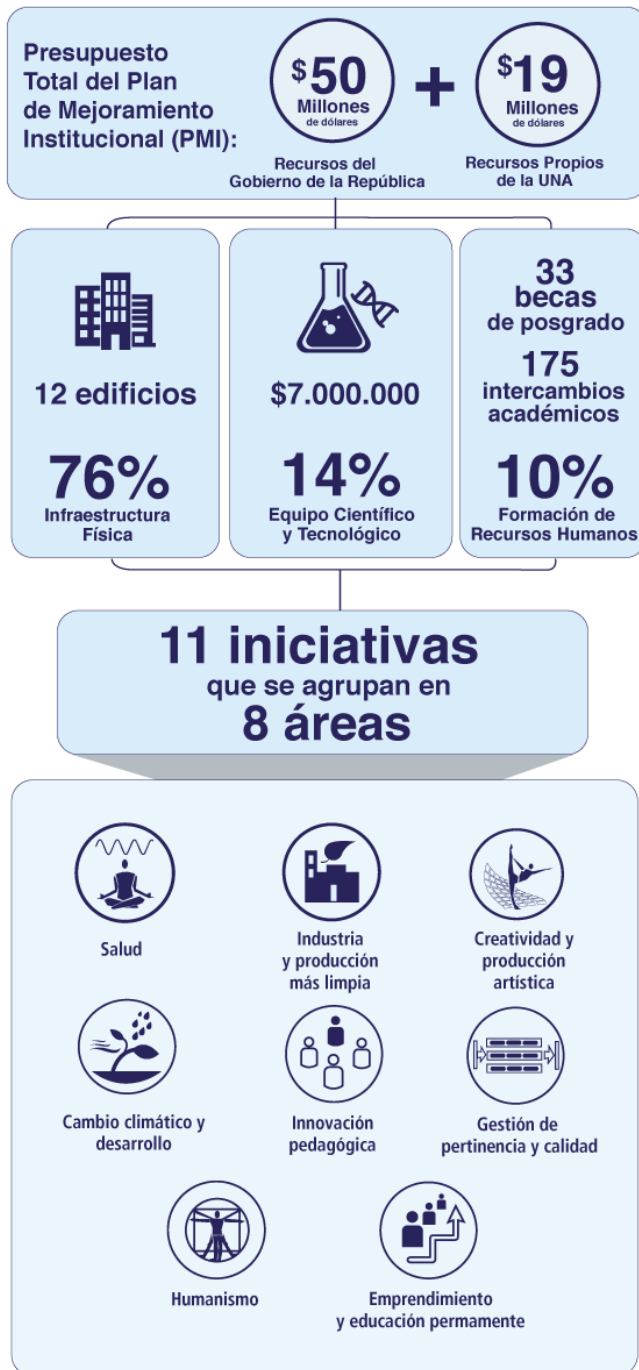 Presupuesto
Total del Plan
de Mejoramiento
Institucional (PMI):
$50
Millones
de dólares
Recursos del
Gobierno de la República
+
$19
Millones
de dólares
Recursos Propios
de la UNA
12 edificios
76%
Infraestructura
Física
$7.000.000
14%
Equipo Científico
y Tecnológico
33
becas
de posgrado
175
intercambios
académicos
10%
Formación de
Recursos Humanos
11 iniciativas
que se agrupan en
8 áreas
Salud
Industria
y producción
más limpia
Creatividad y
producción
artística
Cambio climático y
desarrollo
Innovación
pedagógica
Gestión de
pertinencia y calidad
Humanismo
Emprendimiento
y educación permamente